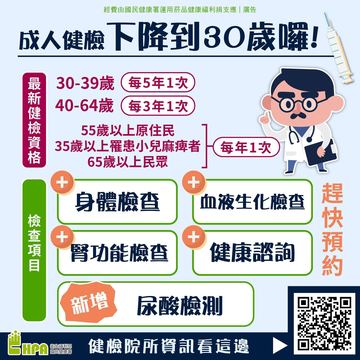 經費由國民健康署運用菸品健康福利捐支應｜廣告
成人健檢下降到30歲囉!
最新健檢資格
30-39歲 每5年1次
40-64歲 每3年1次
55歲以上原住民
35歲以上罹患小兒麻痺者
65歲以上民眾
每年1次
檢查項目
身體檢查
血液生化檢查
腎功能檢查
健康諮詢
新增 尿酸檢測
趕快預約
HPA
健檢院所資訊看這邊